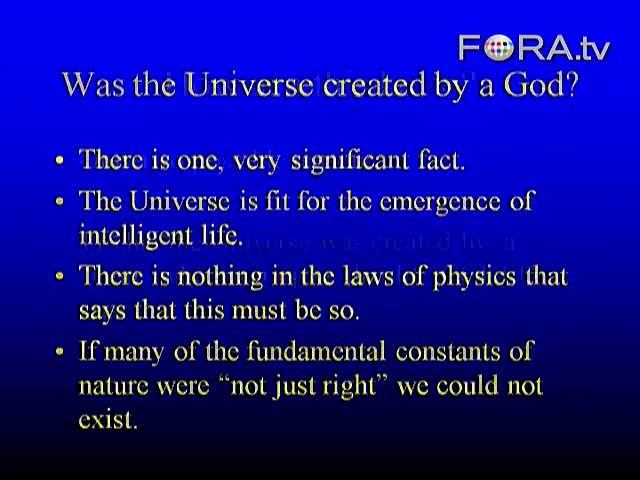 FORA.tv
Was the Universe created by a God?
• There is one, very significant fact.
• The Universe is fit for the emergence of
intelligent life.
• There is nothing in the laws of physics that
says that this must be so.
• If many of the fundamental constants of
nature were “not just right” we could not
exist.